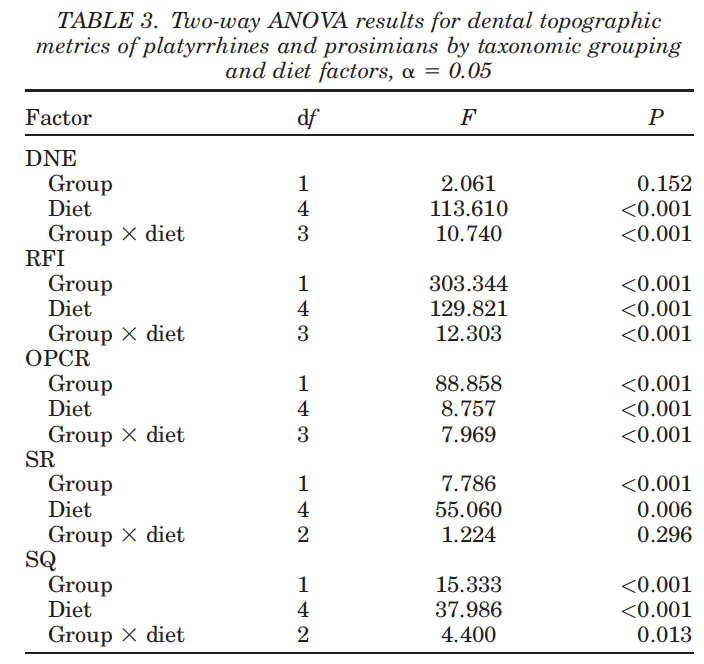 TABLE 3. Two-way ANOVA results for dental topographic
metrics of platyrrhines and prosimians by taxonomic grouping
and diet factors, α = 0.05
Factor df F P
DNE
Group 1 2.061 0.152
Diet 4 113.610 <0.001
Group × diet 3 10.740 <0.001
RFI
Group 1 303.344 <0.001
Diet 4 129.821 <0.001
Group × diet 3 12.303 <0.001
OPCR
Group 1 88.858 <0.001
Diet 4 8.757 <0.001
Group × diet 3 7.969 <0.001
SR
Group 1 7.786 <0.001
Diet 4 55.060 0.006
Group × diet 2 1.224 0.296
SQ
Group 1 15.333 <0.001
Diet 4 37.986 <0.001
Group × diet 2 4.400 0.013